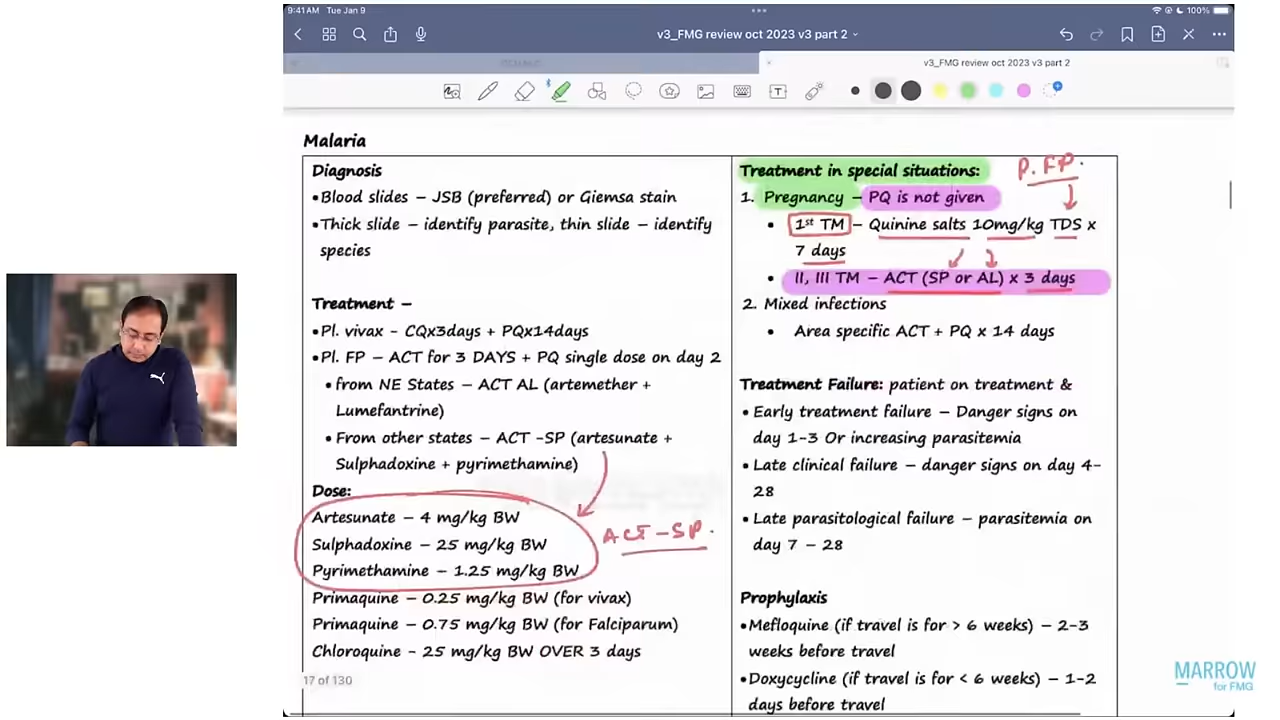 9:41 AM Tue Jan 9
100%
v3_FMG review oct 2023 v3 part 2
v3_FMG review oct 2023 v3 part 2
Malaria
Diagnosis
•Blood slides – JSB (preferred) or Giemsa stain
•Thick slide – identify parasite, thin slide – identify
species
Treatment –
•Pl. vivax - CQx3days + PQx14days
•Pl. FP – ACT for 3 DAYS + PQ single dose on day 2
• from NE States – ACT AL (artemether +
Lumefantrine)
• From other states – ACT -SP (artesunate +
Sulphadoxine + pyrimethamine)
Dose:
Artesunate – 4 mg/kg BW
Sulphadoxine – 25 mg/kg BW
Pyrimethamine – 1.25 mg/kg BW
ACT-SP.
Primaquine – 0.25 mg/kg BW (for vivax)
Primaquine – 0.75 mg/kg BW (for Falciparum)
Chloroquine - 25 mg/kg BW OVER 3 days
17 of 130
Treatment in special situations:
P. FP.
1. Pregnancy – PQ is not given
• 1st TM – Quinine salts 10mg/kg TDS x
7 days
• II, III TM – ACT (SP or AL) x 3 days
2. Mixed infections
• Area specific ACT + PQ x 14 days
Treatment Failure: patient on treatment &
• Early treatment failure – Danger signs on
day 1-3 Or increasing parasitemia
• Late clinical failure – danger signs on day 4-
28
• Late parasitological failure – parasitemia on
day 7 – 28
Prophylaxis
•Mefloquine (if travel is for > 6 weeks) – 2-3
weeks before travel
•Doxycycline (if travel is for < 6 weeks) – 1-2
days before travel
MARROW
for FMG